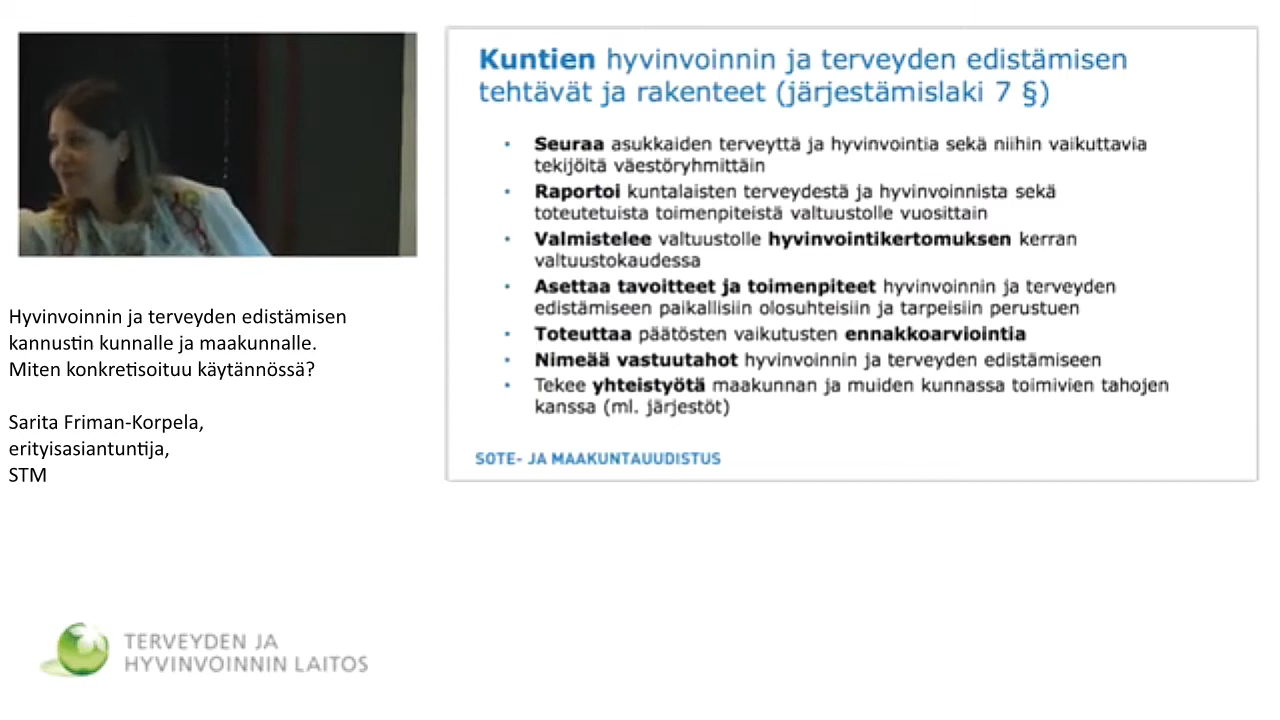 Kuntien hyvinvoinnin ja terveyden edistämisen
tehtävät ja rakenteet (järjestämislaki 7 §)
• Seuraa asukkaiden terveyttä ja hyvinvointia sekä niihin vaikuttavia
tekijöitä väestöryhmittäin
• Raportoi kuntalaisten terveydestä ja hyvinvoinnista sekä
toteutetuista toimenpiteistä valtuustolle vuosittain
• Valmistelee valtuustolle hyvinvointikertomuksen kerran
valtuustokaudessa
• Asettaa tavoitteet ja toimenpiteet hyvinvoinnin ja terveyden
edistämiseen paikallisiin olosuhteisiin ja tarpeisiin perustuen
• Toteuttaa päätösten vaikutusten ennakkoarviointia
• Nimeää vastuutahot hyvinvoinnin ja terveyden edistämiseen
• Tekee yhteistyötä maakunnan ja muiden kunnassa toimivien tahojen
kanssa (ml. järjestöt)
SOTE- JA MAAKUNTAUUDISTUS
Hyvinvoinnin ja terveyden edistämisen
kannustin kunnalle ja maakunnalle.
Miten konkretisoituu käytännössä?
Sarita Friman-Korpela,
erityisasiantuntija,
STM
TERVEYDEN JA
HYVINVOINNIN LAITOS